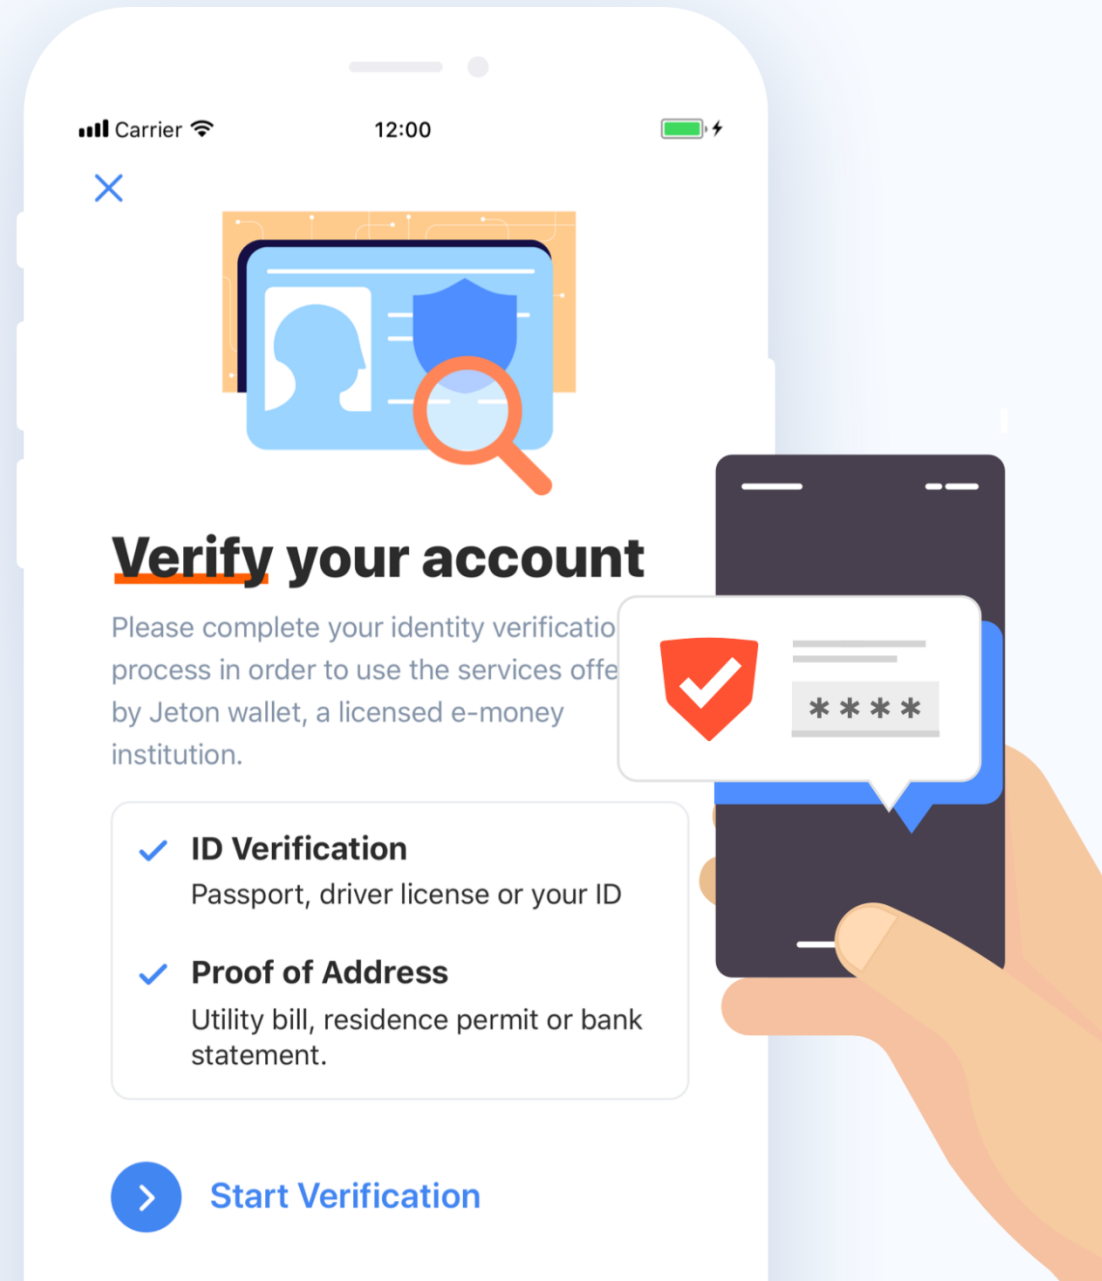 Carrier
12:00
Verify your account
Please complete your identity verificatio
process in order to use the services offe
by Jeton wallet, a licensed e-money
institution.
****
ID Verification
Passport, driver license or your ID
Proof of Address
Utility bill, residence permit or bank
statement.
Start Verification